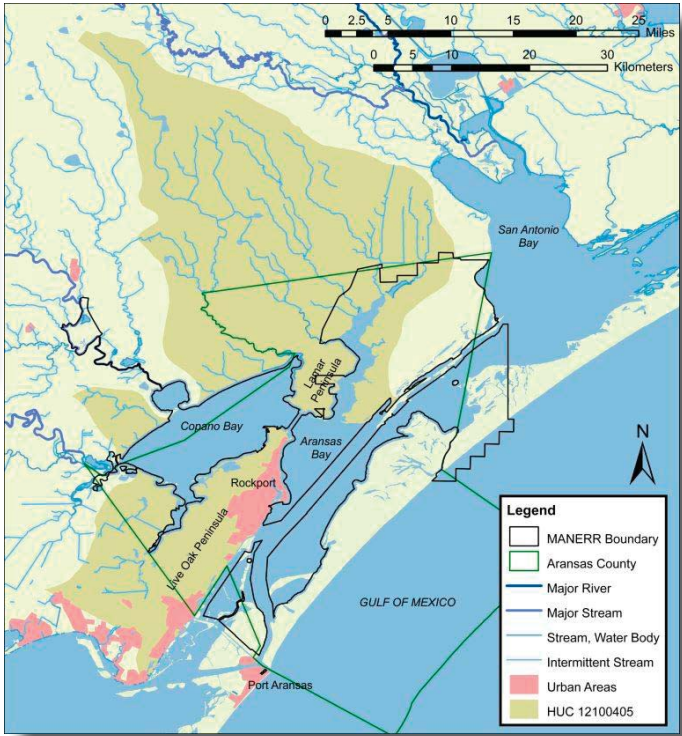 0 2.5 5 10 15 20 25
Miles
0 5 10 20 30
Kilometers
San Antonio
Bay
Lamar
Peninsula
Copano Bay
Aransas
Bay
Rockport
Live Oak Peninsula
N
GULF OF MEXICO
Port Aransas
Legend
MANERR Boundary
Aransas County
Major River
Major Stream
Stream, Water Body
Intermittent Stream
Urban Areas
HUC 12100405